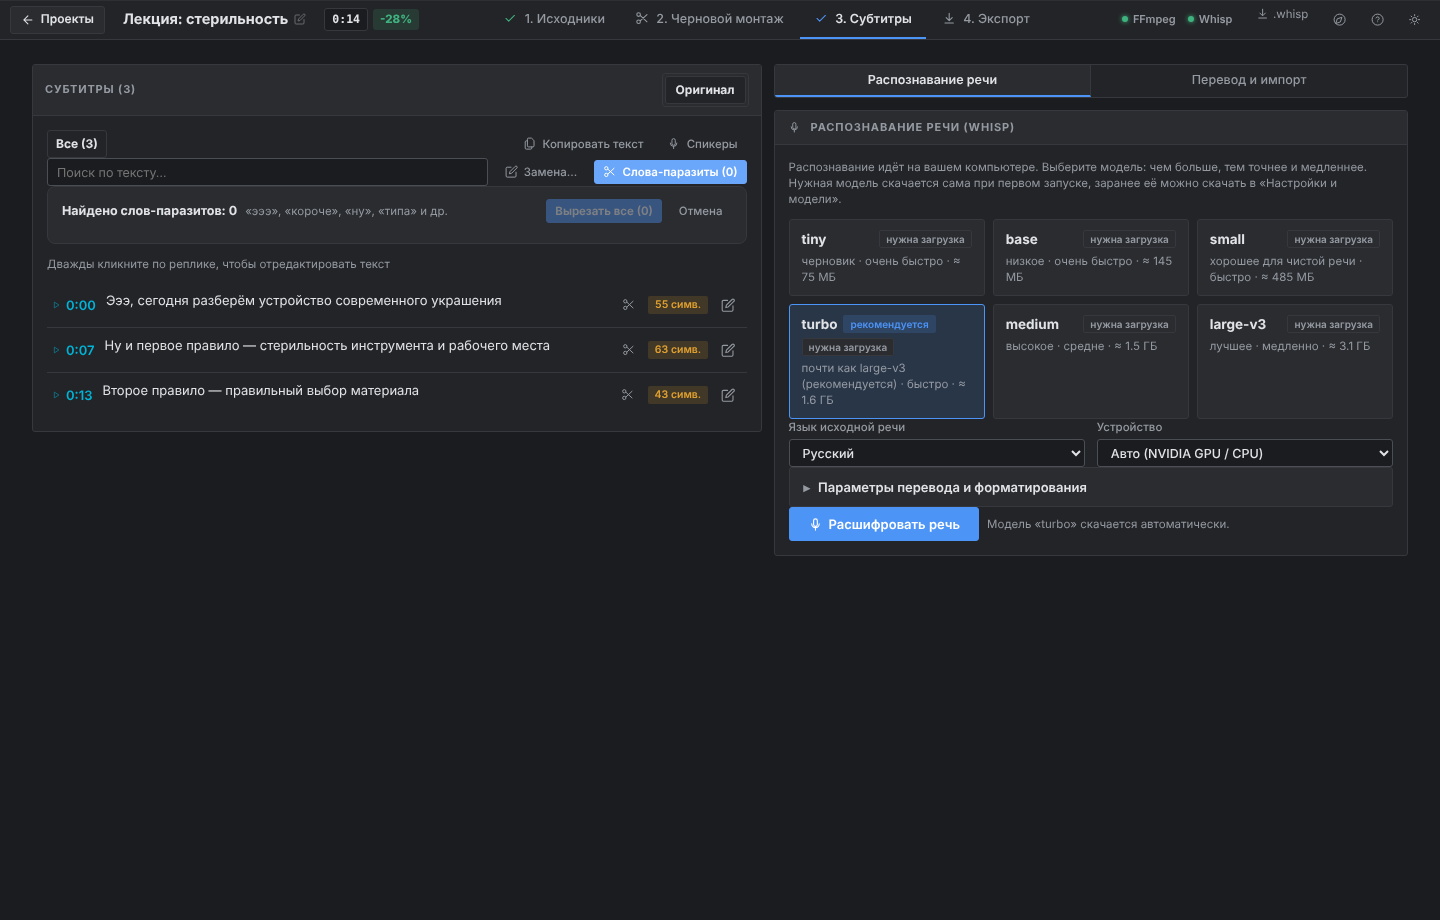 Проекты
Лекция: стерильность
0:14
-28%
1. Исходники
2. Черновой монтаж
3. Субтитры
4. Экспорт
FFmpeg
Whisp
.whisp
СУБТИТРЫ (3)
Оригинал
Все (3)
Копировать текст
Спикеры
Поиск по тексту...
Замена...
Слова-паразиты (0)
Найдено слов-паразитов: 0 «эээ», «короче», «ну», «типа» и др.
Вырезать все (0)
Отмена
Дважды кликните по реплике, чтобы отредактировать текст
0:00 Эээ, сегодня разберём устройство современного украшения
55 симв.
0:07 Ну и первое правило — стерильность инструмента и рабочего места
63 симв.
0:13 Второе правило — правильный выбор материала
43 симв.
Распознавание речи
Перевод и импорт
РАСПОЗНАВАНИЕ РЕЧИ (WHISP)
Распознавание идёт на вашем компьютере. Выберите модель: чем больше, тем точнее и медленнее.
Нужная модель скачается сама при первом запуске, заранее её можно скачать в «Настройки и
модели».
tiny
нужна загрузка
черновик · очень быстро · ≈
75 МБ
base
нужна загрузка
низкое · очень быстро · ≈ 145
МБ
small
нужна загрузка
хорошее для чистой речи ·
быстро · ≈ 485 МБ
turbo
рекомендуется
нужна загрузка
почти как large-v3
(рекомендуется) · быстро · ≈
1.6 ГБ
medium
нужна загрузка
высокое · средне · ≈ 1.5 ГБ
large-v3
нужна загрузка
лучшее · медленно · ≈ 3.1 ГБ
Язык исходной речи
Русский
Устройство
Авто (NVIDIA GPU / CPU)
Параметры перевода и форматирования
Расшифровать речь
Модель «turbo» скачается автоматически.